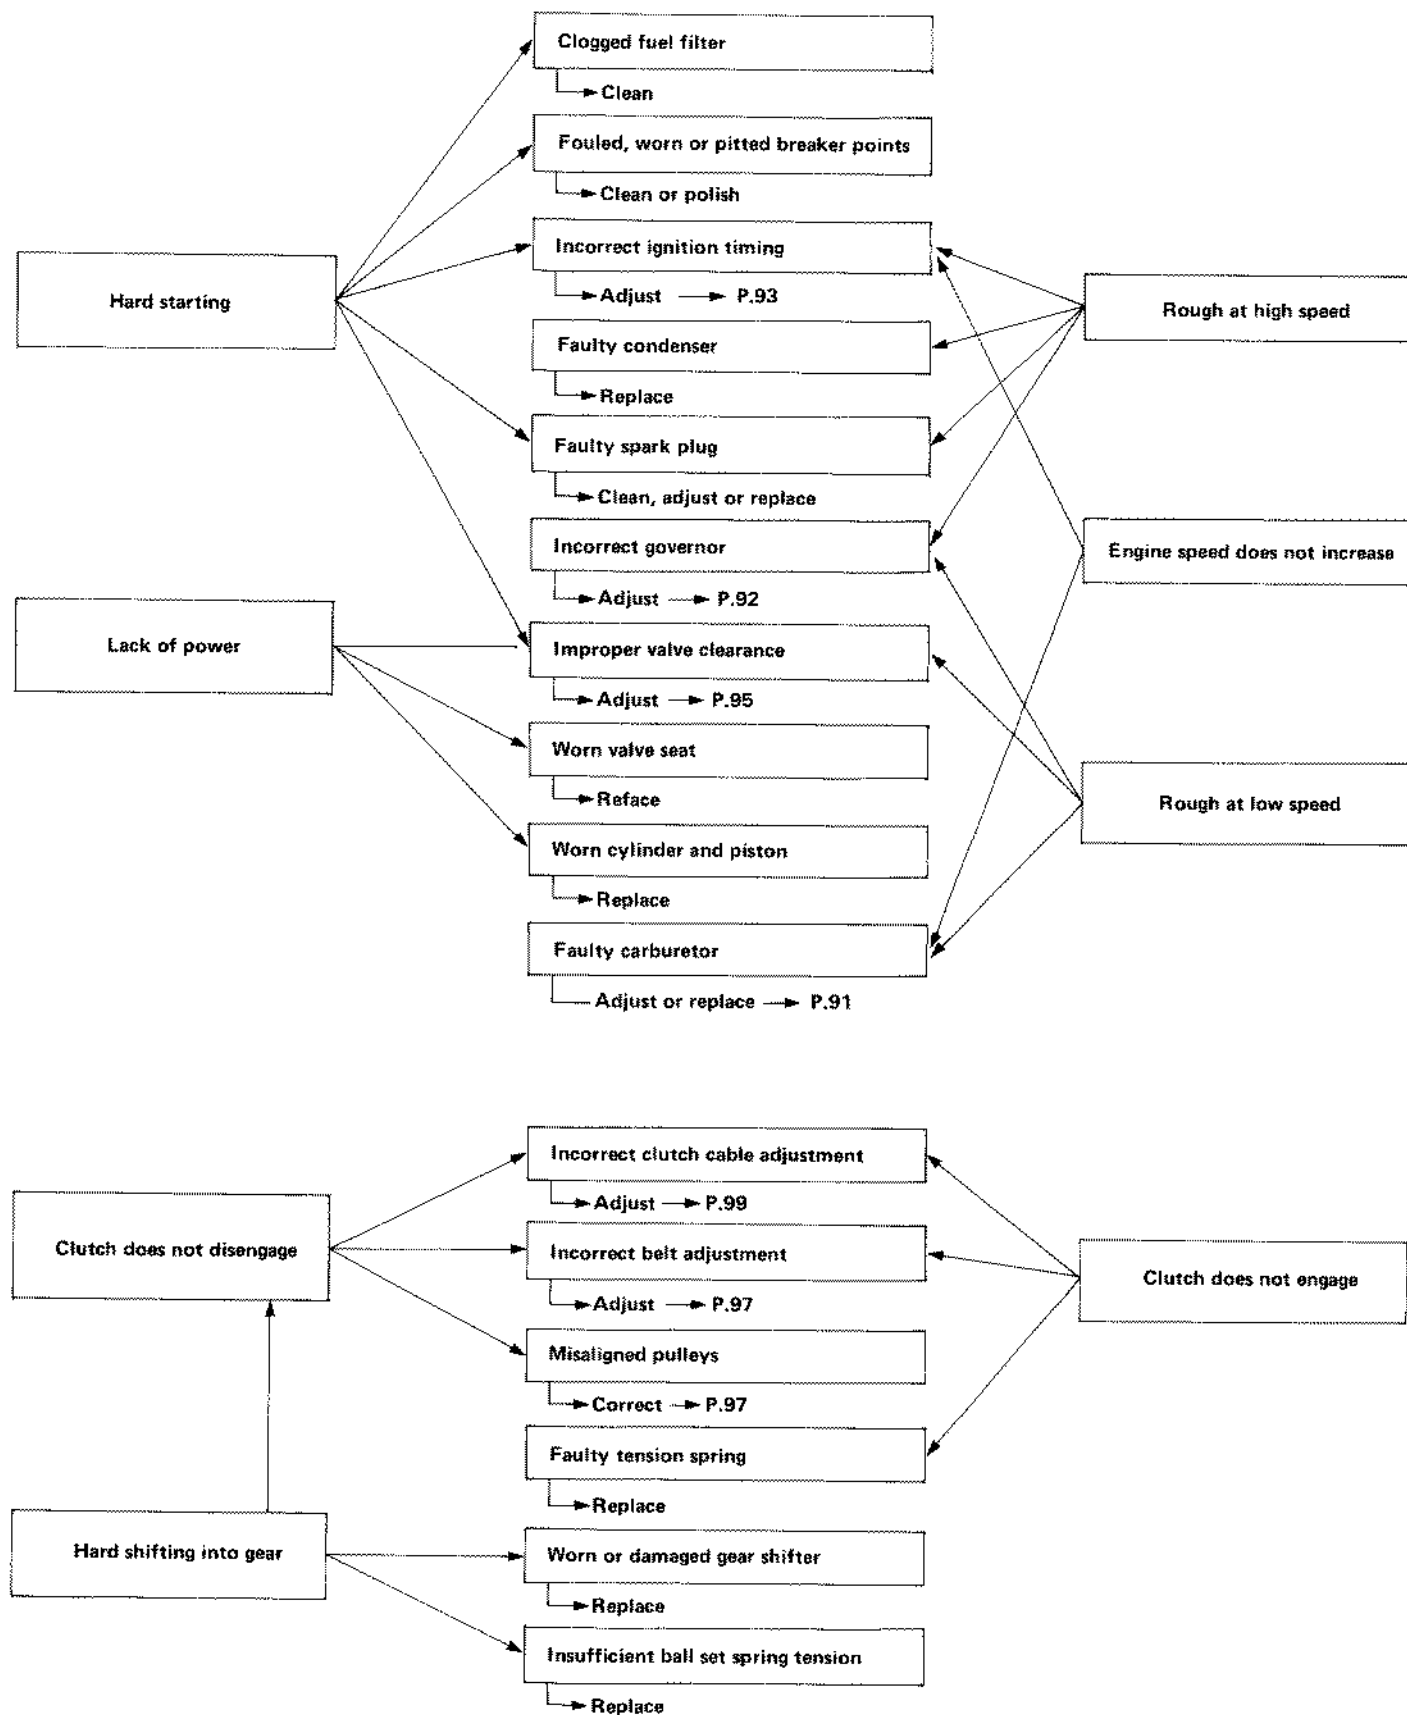 Clogged fuel filter
Clean
Fouled, worn or pitted breaker points
Clean or polish
Incorrect ignition timing
Adjust P.93
Hard starting
Rough at high speed
Faulty condenser
Replace
Faulty spark plug
Clean, adjust or replace
Incorrect governor
Engine speed does not increase
Adjust P.92
Lack of power
Improper valve clearance
Adjust P.95
Worn valve seat
Reface
Rough at low speed
Worn cylinder and piston
Replace
Faulty carburetor
Adjust or replace P.91
Incorrect clutch cable adjustment
Adjust P.99
Clutch does not disengage
Incorrect belt adjustment
Clutch does not engage
Adjust P.97
Misaligned pulleys
Correct P.97
Faulty tension spring
Replace
Hard shifting into gear
Worn or damaged gear shifter
Replace
Insufficient ball set spring tension
Replace